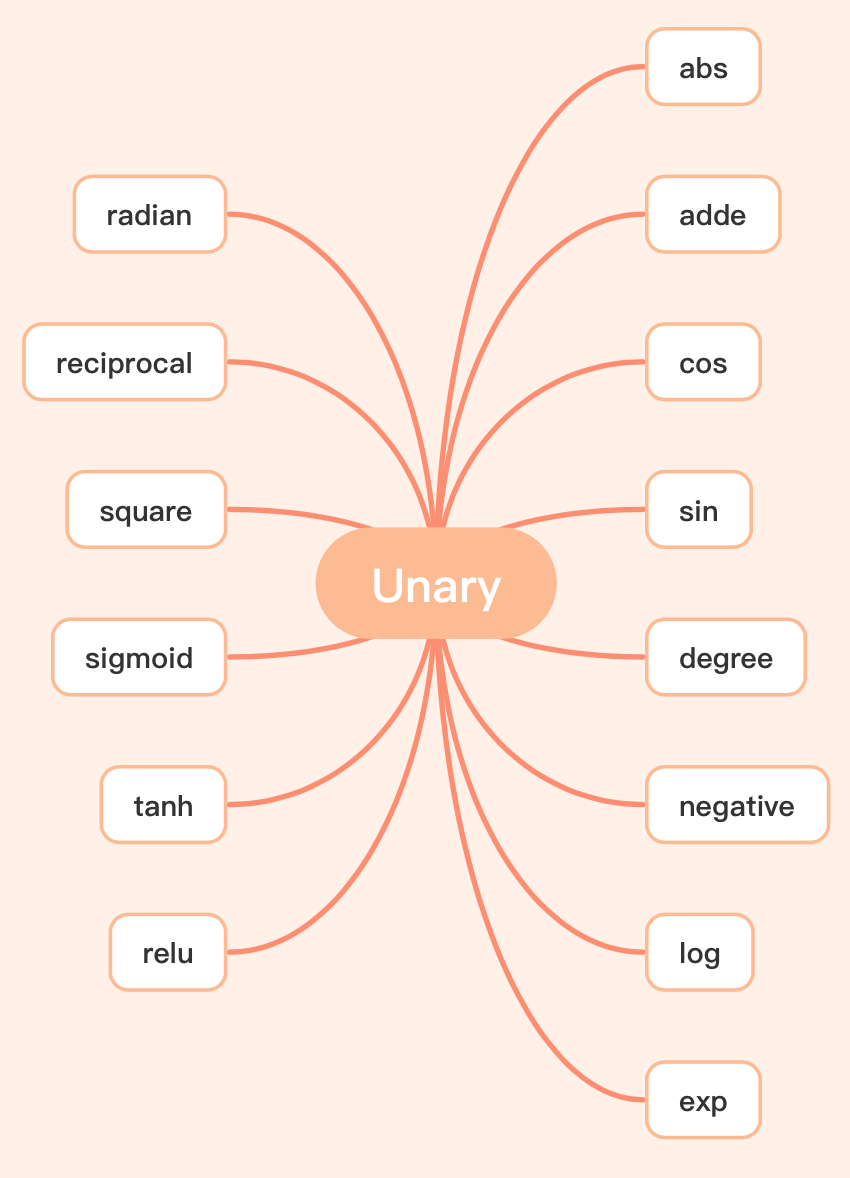 abs
radian
adde
reciprocal
cos
square
sin
Unary
sigmoid
degree
tanh
negative
relu
log
exp